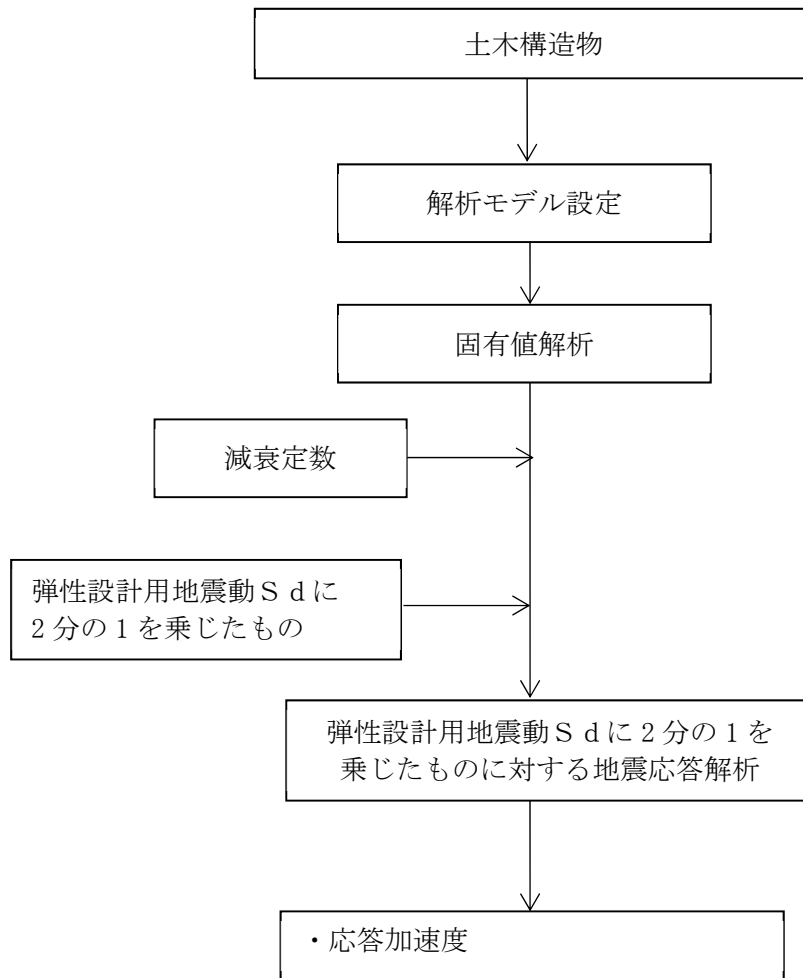 土木構造物
解析モデル設定
固有値解析
減衰定数
弾性設計用地震動Ｓｄに
２分の１を乗じたもの
弾性設計用地震動Ｓｄに２分の１を
乗じたものに対する地震応答解析
・応答加速度